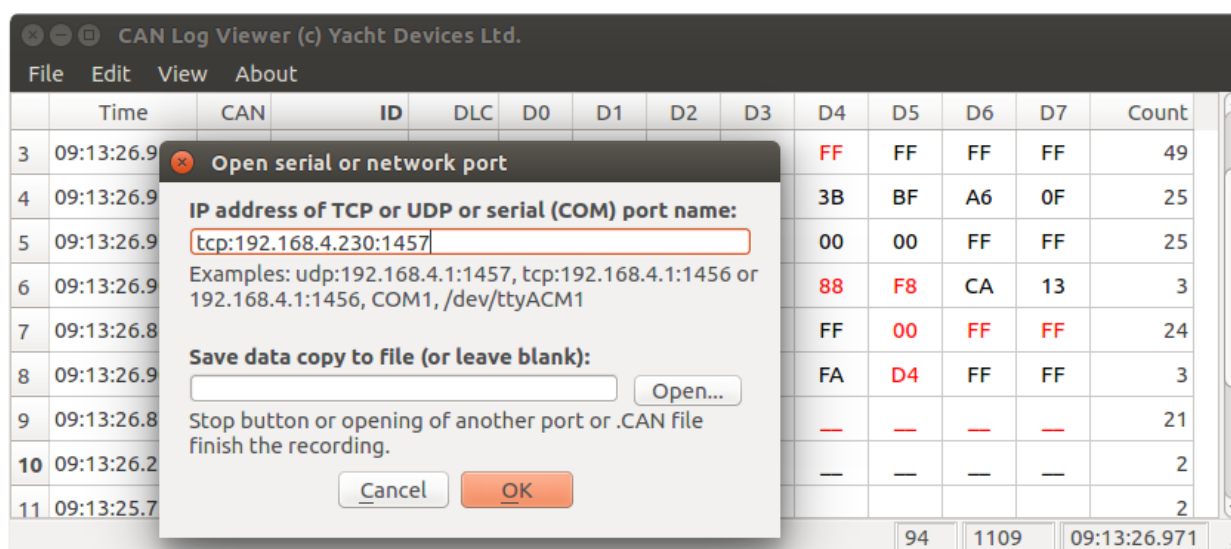 CAN Log Viewer (c) Yacht Devices Ltd.
File Edit View About
Time CAN ID DLC D0 D1 D2 D3 D4 D5 D6 D7 Count
3 09:13:26.9 FF FF FF FF 49
4 09:13:26.9 3B BF A6 0F 25
5 09:13:26.9 00 00 FF FF 25
6 09:13:26.9 88 F8 CA 13 3
7 09:13:26.8 FF 00 FF FF 24
8 09:13:26.9 FA D4 FF FF 3
9 09:13:26.8 __ __ __ __ 21
10 09:13:26.2 __ __ __ __ 2
11 09:13:25.7 2
Open serial or network port
IP address of TCP or UDP or serial (COM) port name:
tcp:192.168.4.230:1457
Examples: udp:192.168.4.1:1457, tcp:192.168.4.1:1456 or
192.168.4.1:1456, COM1, /dev/ttyACM1
Save data copy to file (or leave blank):
Open...
Stop button or opening of another port or .CAN file
finish the recording.
Cancel OK
94 1109 09:13:26.971